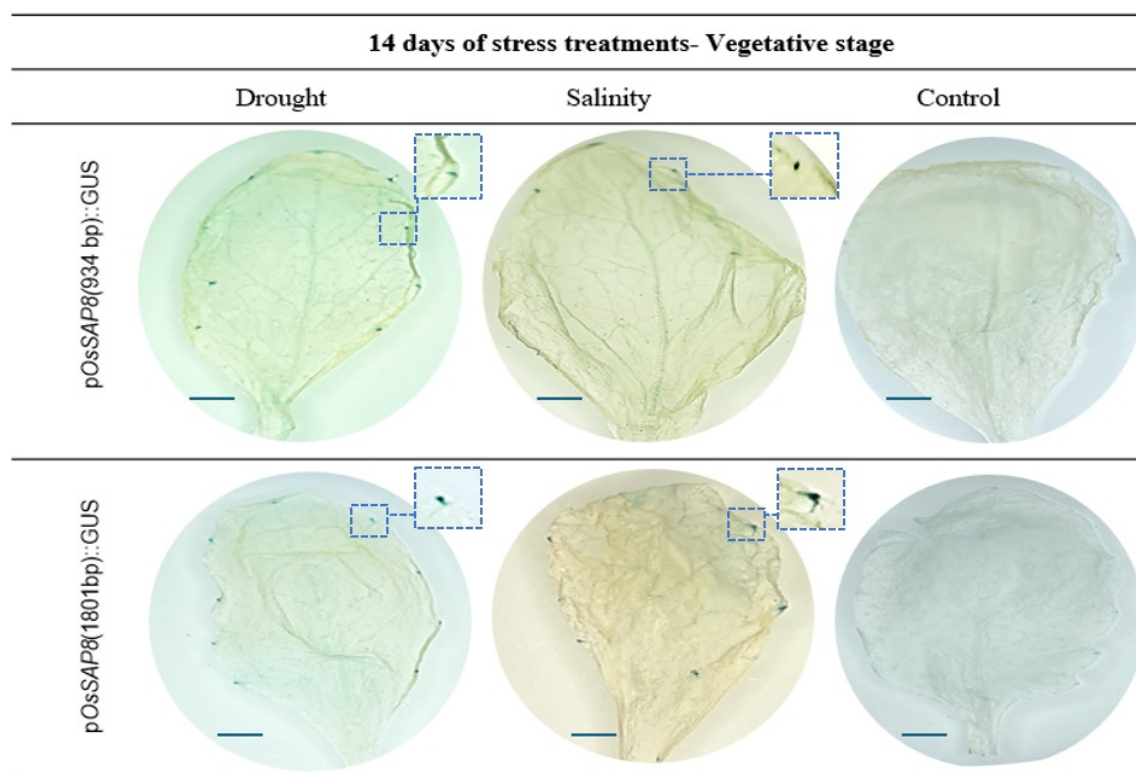 14 days of stress treatments- Vegetative stage
Drought Salinity Control
pOsSAP8(934 bp)::GUS
pOsSAP8(1801bp)::GUS